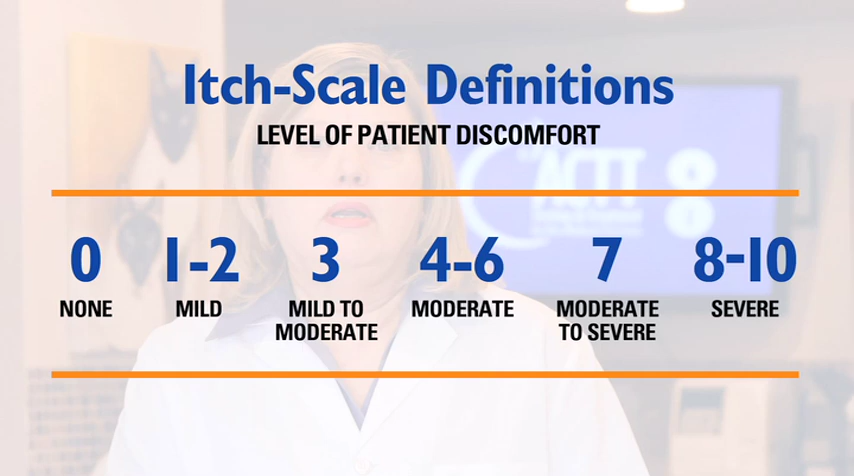 Itch-Scale Definitions
LEVEL OF PATIENT DISCOMFORT
0 1-2 3 4-6 7 8-10
NONE MILD MILD TO MODERATE MODERATE MODERATE TO SEVERE SEVERE
ACTT